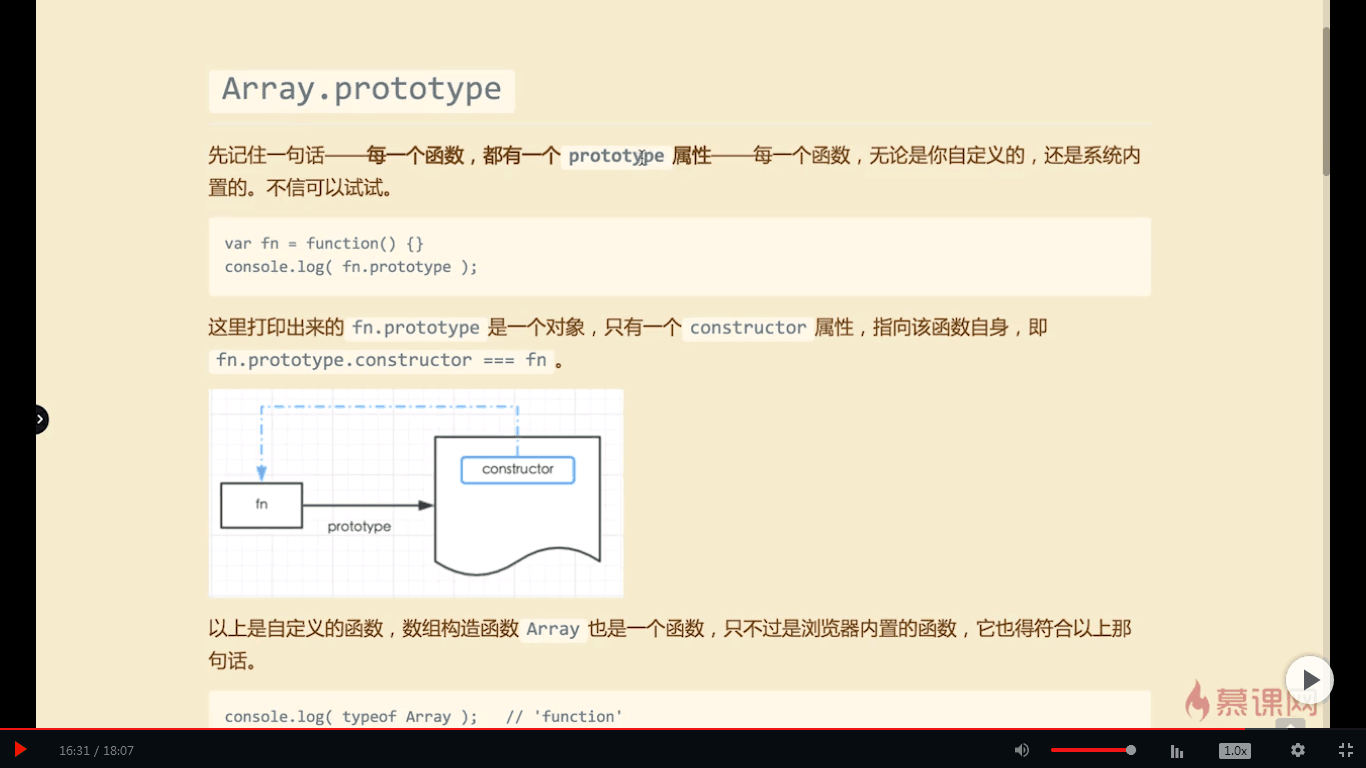 Array.prototype
先记住一句话——每一个函数，都有一个 prototype 属性——每一个函数，无论是你自定义的，还是系统内
置的。不信可以试试。
var fn = function() {}
console.log( fn.prototype );
这里打印出来的 fn.prototype 是一个对象，只有一个 constructor 属性，指向该函数自身，即
fn.prototype.constructor === fn 。
constructor
fn
prototype
以上是自定义的函数，数组构造函数 Array 也是一个函数，只不过是浏览器内置的函数，它也得符合以上那
句话。
慕课网
console.log( typeof Array );   // 'function'
16:31 / 18:07
1.0x